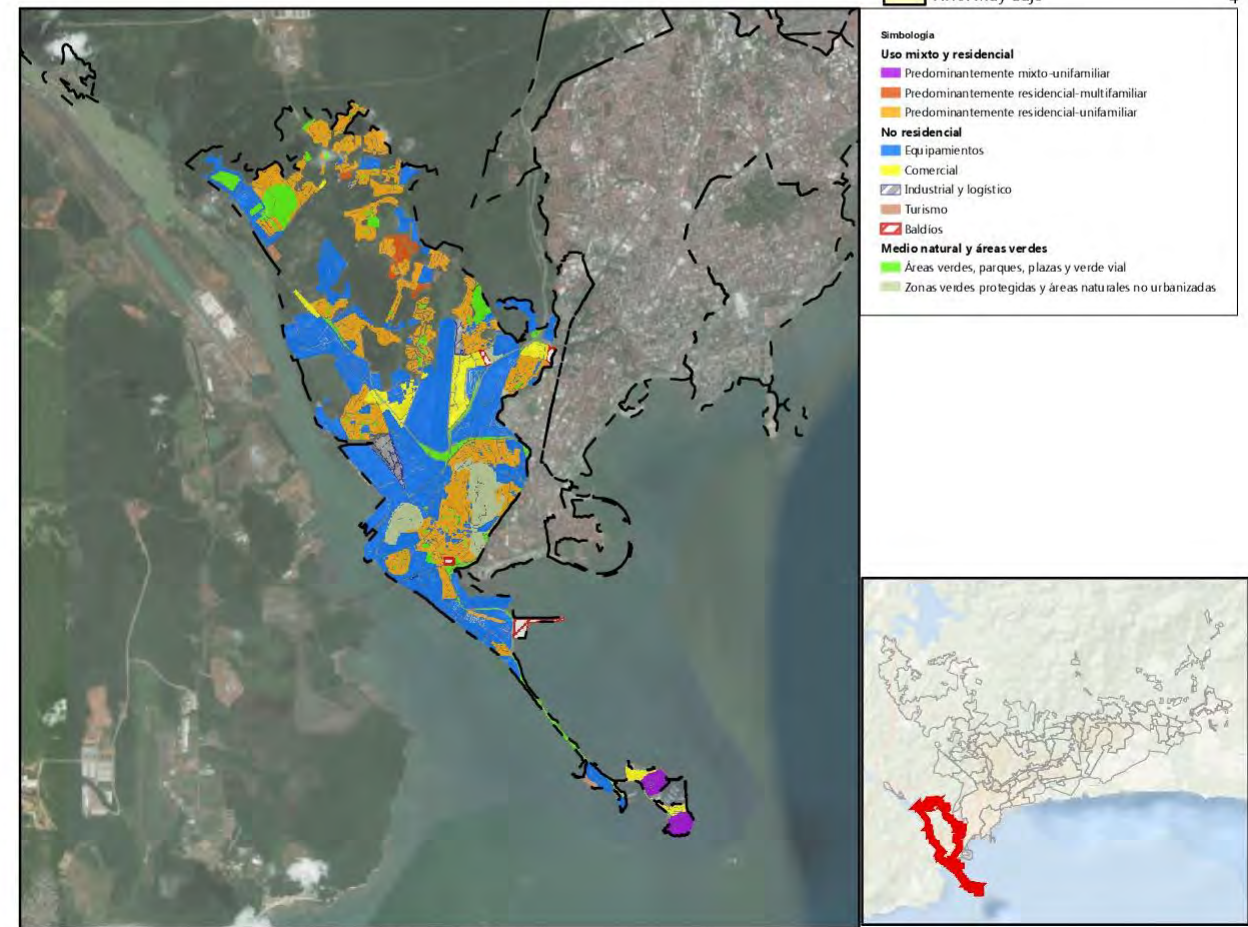 Simbología
Uso mixto y residencial
Predominantemente mixto-unifamiliar
Predominantemente residencial-multifamiliar
Predominantemente residencial-unifamiliar
No residencial
Equipamientos
Comercial
Industrial y logístico
Turismo
Baldíos
Medio natural y áreas verdes
Áreas verdes, parques, plazas y verde vial
Zonas verdes protegidas y áreas naturales no urbanizadas